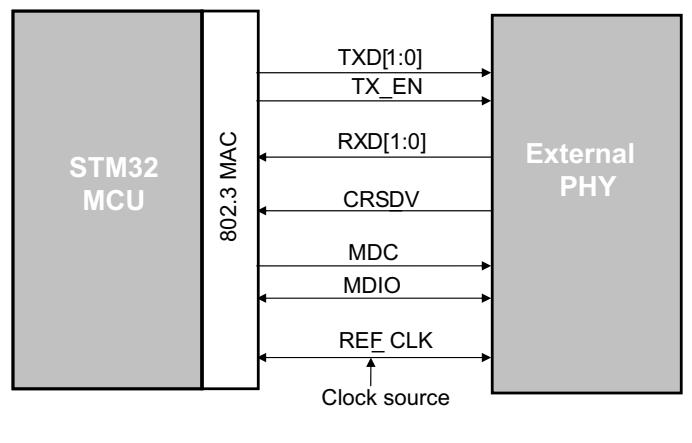 TXD[1:0]
TX_EN
RXD[1:0]
CRSDV
MDC
MDIO
REF_CLK
Clock source
STM32
MCU
802.3 MAC
External
PHY